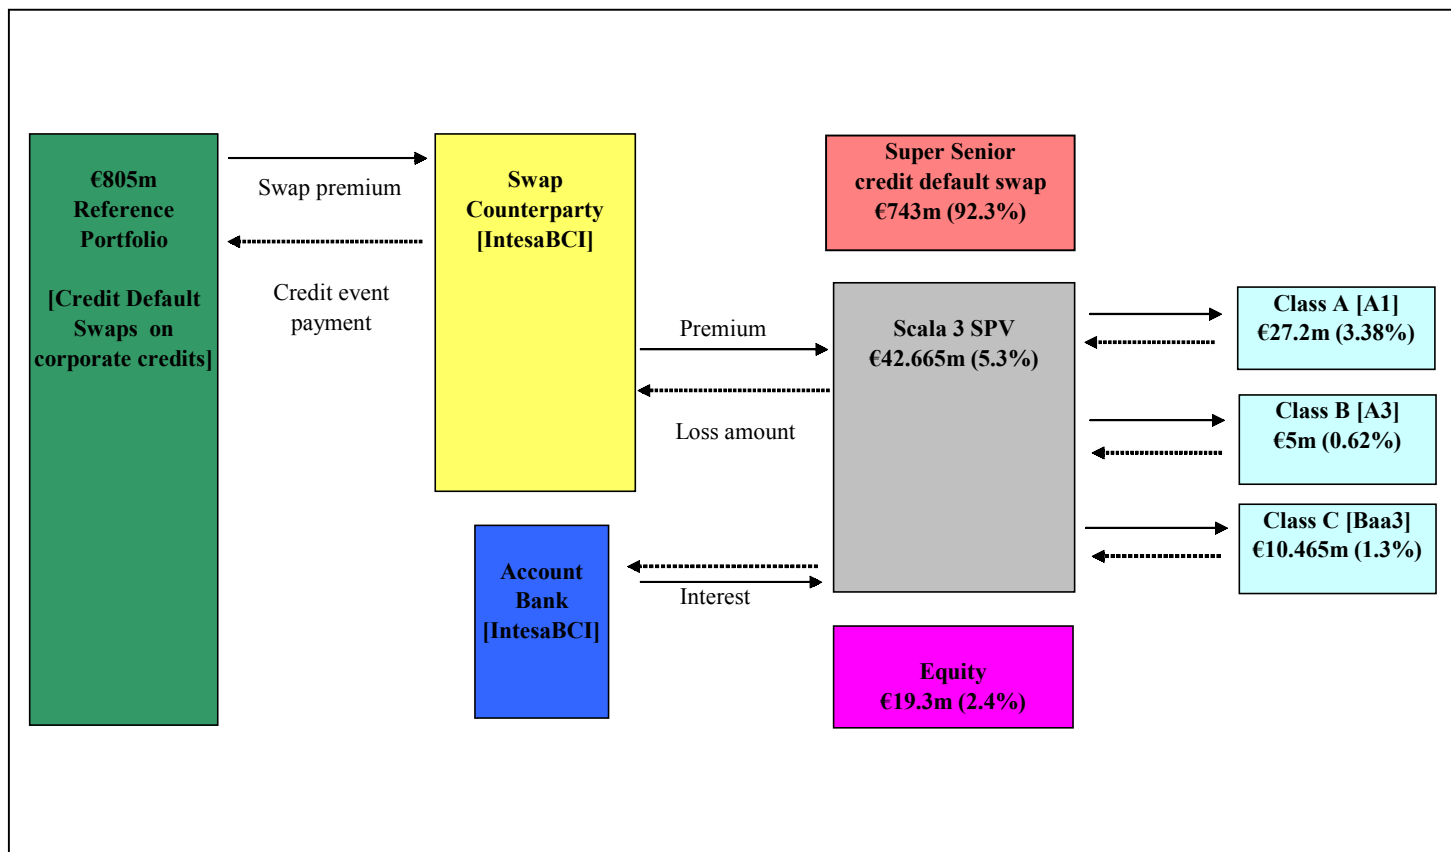 €805m
Reference
Portfolio
[Credit Default
Swaps on
corporate credits]
Swap premium
Credit event
payment
Swap
Counterparty
[IntesaBCI]
Premium
Loss amount
Account
Bank
[IntesaBCI]
Interest
Super Senior
credit default swap
€743m (92.3%)
Scala 3 SPV
€42.665m (5.3%)
Equity
€19.3m (2.4%)
Class A [A1]
€27.2m (3.38%)
Class B [A3]
€5m (0.62%)
Class C [Baa3]
€10.465m (1.3%)